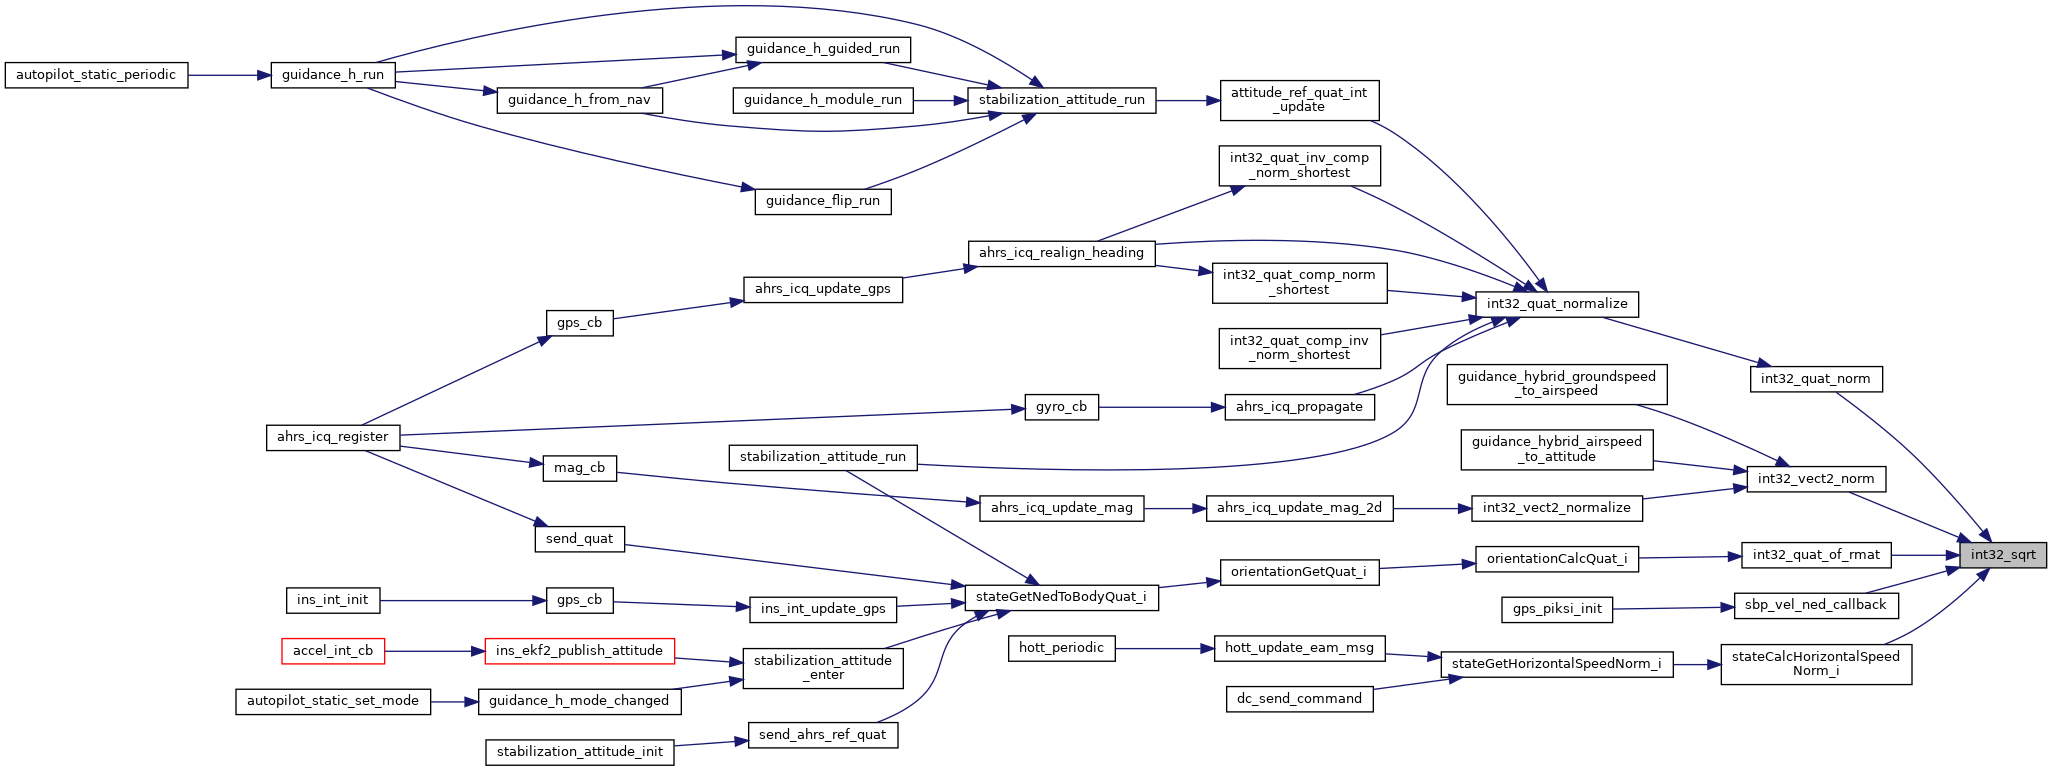 autopilot_static_periodic
guidance_h_run
guidance_h_guided_run
guidance_h_from_nav
guidance_h_module_run
guidance_flip_run
stabilization_attitude_run
attitude_ref_quat_int
_update
int32_quat_inv_comp
_norm_shortest
ahrs_icq_realign_heading
int32_quat_comp_norm
_shortest
int32_quat_comp_inv
_norm_shortest
int32_quat_normalize
ahrs_icq_update_gps
gps_cb
ahrs_icq_register
gyro_cb
ahrs_icq_propagate
mag_cb
send_quat
stabilization_attitude_run
ahrs_icq_update_mag
ahrs_icq_update_mag_2d
int32_vect2_normalize
guidance_hybrid_groundspeed
_to_airspeed
guidance_hybrid_airspeed
_to_attitude
int32_quat_norm
int32_vect2_norm
int32_sqrt
int32_quat_of_rmat
orientationCalcQuat_i
orientationGetQuat_i
stateGetNedToBodyQuat_i
sbp_vel_ned_callback
gps_piksi_init
stateCalcHorizontalSpeed
Norm_i
stateGetHorizontalSpeedNorm_i
hott_update_eam_msg
hott_periodic
dc_send_command
ins_int_init
gps_cb
ins_int_update_gps
accel_int_cb
ins_ekf2_publish_attitude
stabilization_attitude
_enter
autopilot_static_set_mode
guidance_h_mode_changed
send_ahrs_ref_quat
stabilization_attitude_init